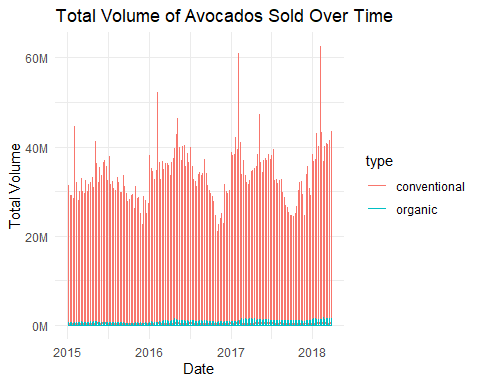 Total Volume of Avocados Sold Over Time
60M
40M
20M
0M
Total Volume
2015
2016
2017
2018
Date
type
conventional
organic